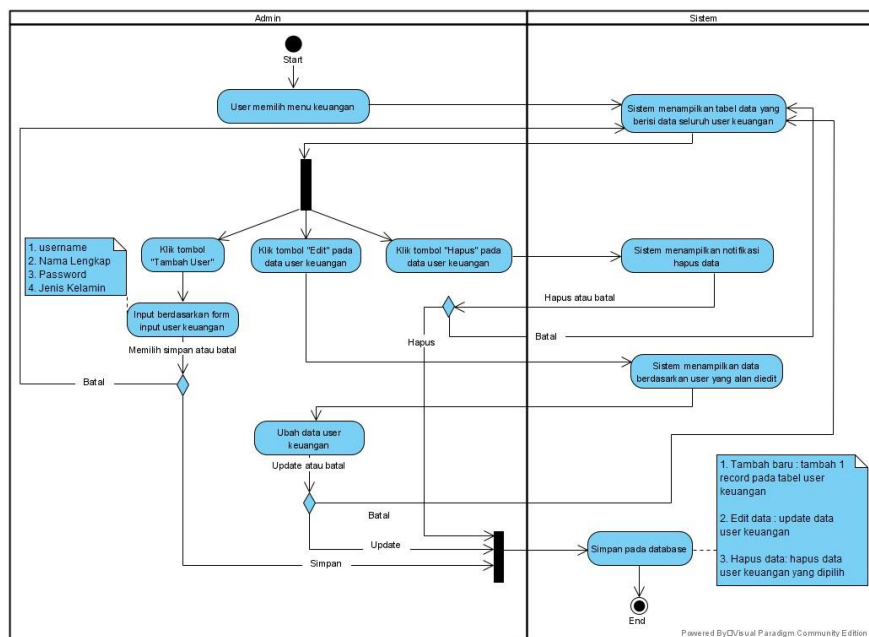 Admin
Sistem
Start
User memilih menu keuangan
Sistem menampilkan tabel data yang
berisi data seluruh user keuangan
1. username
2. Nama Lengkap
3. Password
4. Jenis Kelamin
Klik tombol
"Tambah User"
Klik tombol "Edit" pada
data user keuangan
Klik tombol "Hapus" pada
data user keuangan
Sistem menampilkan notifikasi
hapus data
Input berdasarkan form
input user keuangan
Hapus atau batal
Memilih simpan atau batal
Hapus
Batal
Batal
Sistem menampilkan data
berdasarkan user yang alan diedit
Ubah data user
keuangan
Update atau batal
Batal
Update
Simpan
Simpan pada database
1. Tambah baru : tambah 1
record pada tabel user
keuangan
2. Edit data : update data
user keuangan
3. Hapus data: hapus data
user keuangan yang dipilih
End
Powered By□Visual Paradigm Community Edition